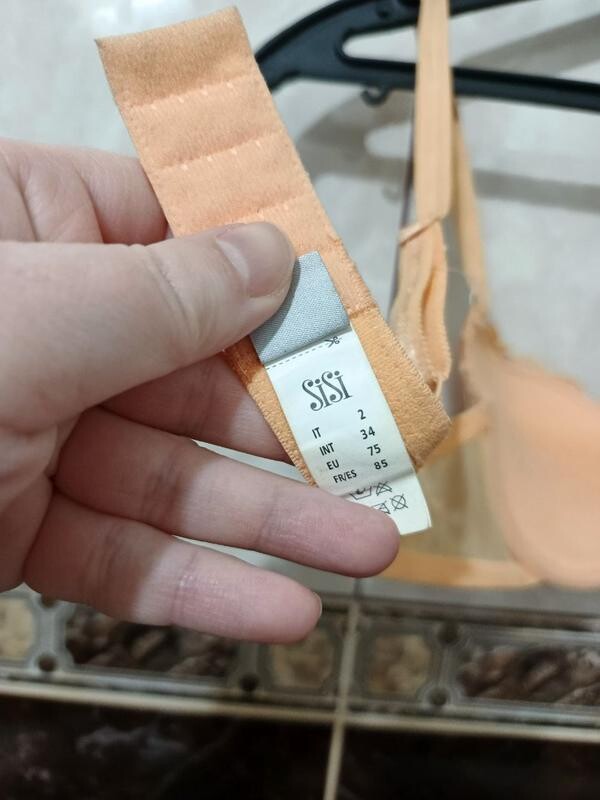 SiSi
IT 2
INT 34
EU 75
FR/ES 85